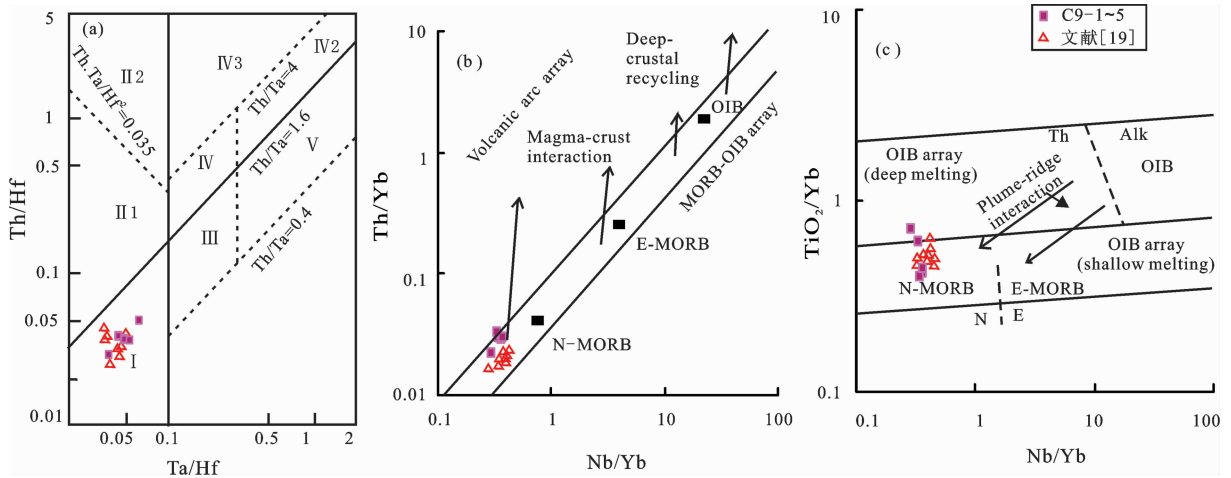 (a)
5
1
0.5
0.1
0.05
0.01
Th/Hf
0.05
0.1
0.5
1
2
Ta/Hf
II2
IV3
IV2
Th.Ta/Hf²=0.035
Th/Ta=4
Th/Ta=1.6
IV
V
II1
III
Th/Ta=0.4
I
(b)
10
1
0.1
0.01
Th/Yb
0.1
1
10
100
Nb/Yb
Volcanic arc array
Deep-
crustal
recycling
OIB
Magma-crust
interaction
MORB-OIB array
E-MORB
N-MORB
(c)
C9-1~5
文献[19]
10
1
0.1
TiO₂/Yb
0.1
1
10
100
Nb/Yb
Th
Alk
OIB array
(deep melting)
OIB
Plume-ridge
interaction
OIB array
(shallow melting)
N-MORB
E-MORB
N
E